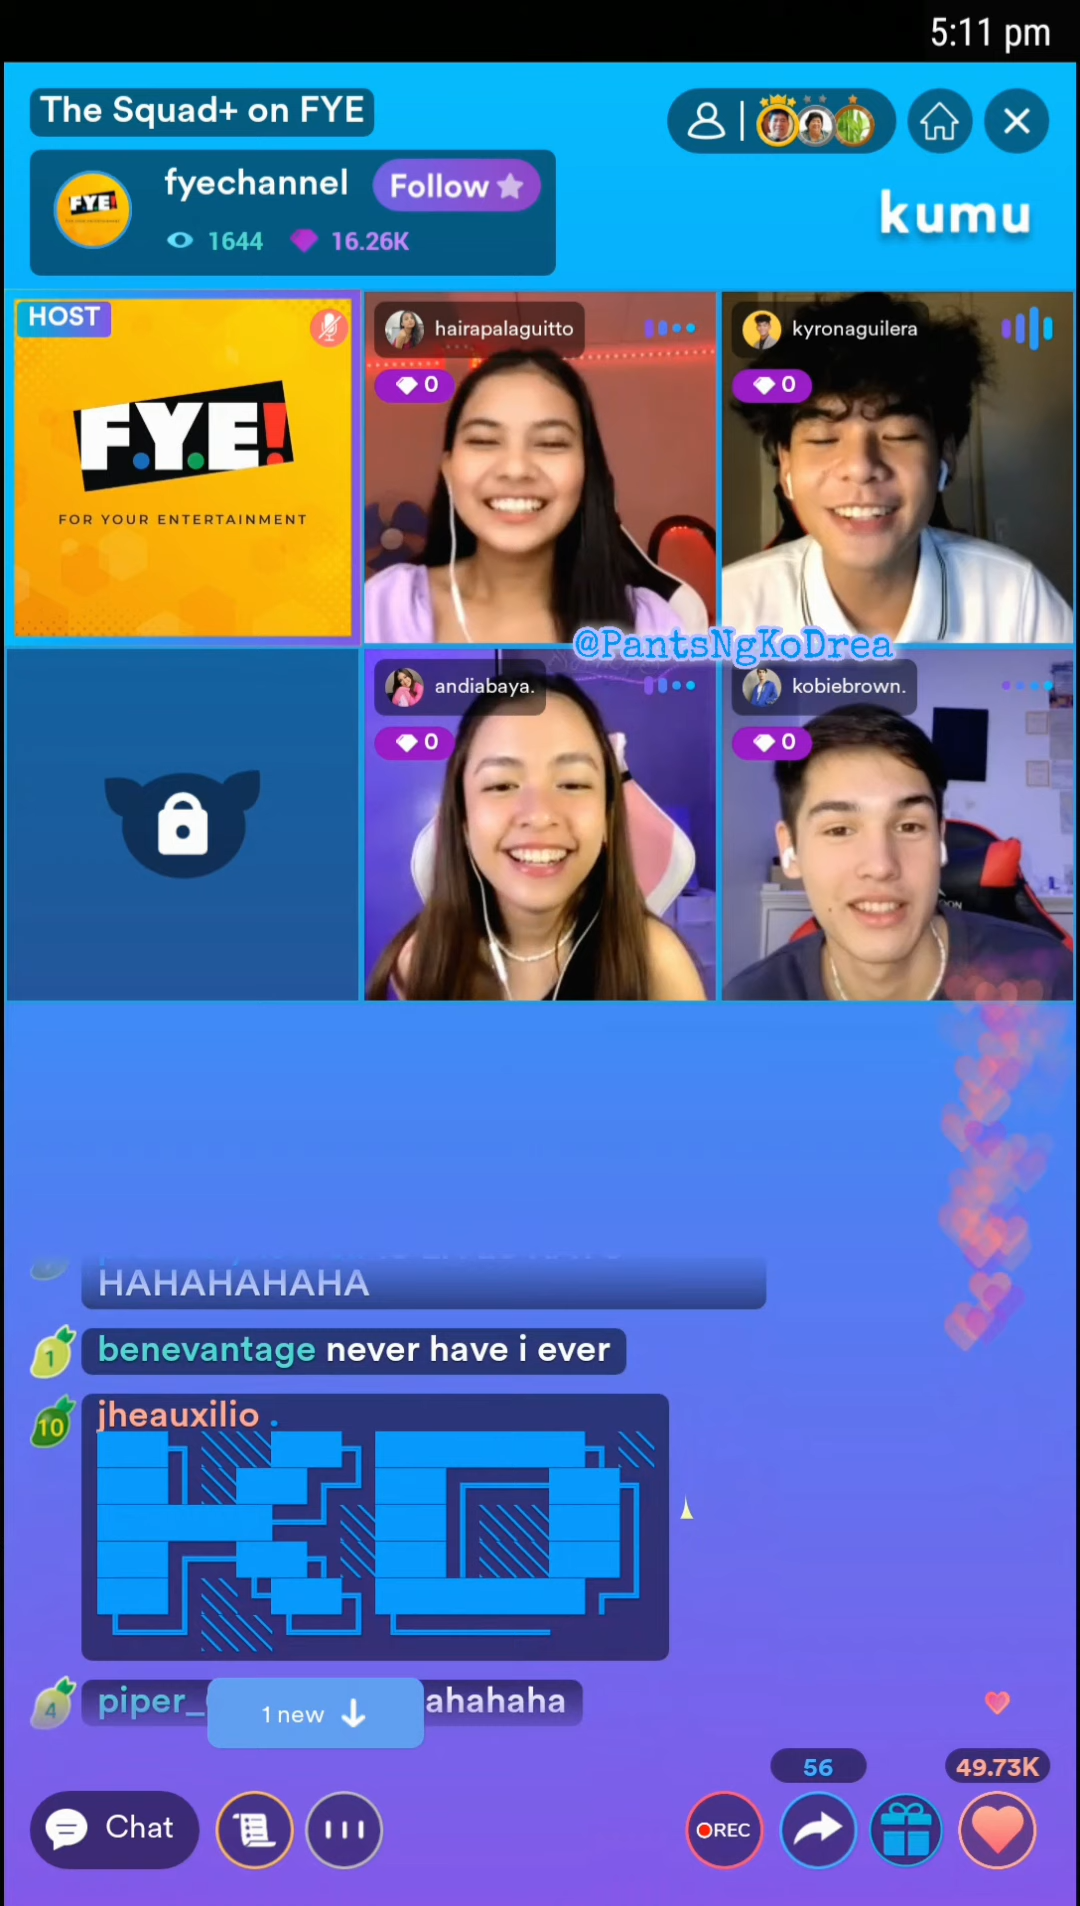 5:11 pm
The Squad+ on FYE
fyechannel
Follow
1644
16.26K
kumu
HOST
F.Y.E!
FOR YOUR ENTERTAINMENT
hairapalaguitto
0
kyronaguilera
0
@PantsNgKoDrea
andiabaya.
0
kobiebrown.
0
HAHAHAHAHA
1
benevantage never have i ever
10
jheauxilio .
KO
4
piper_
ahahaha
1 new
56
49.73K
Chat
REC